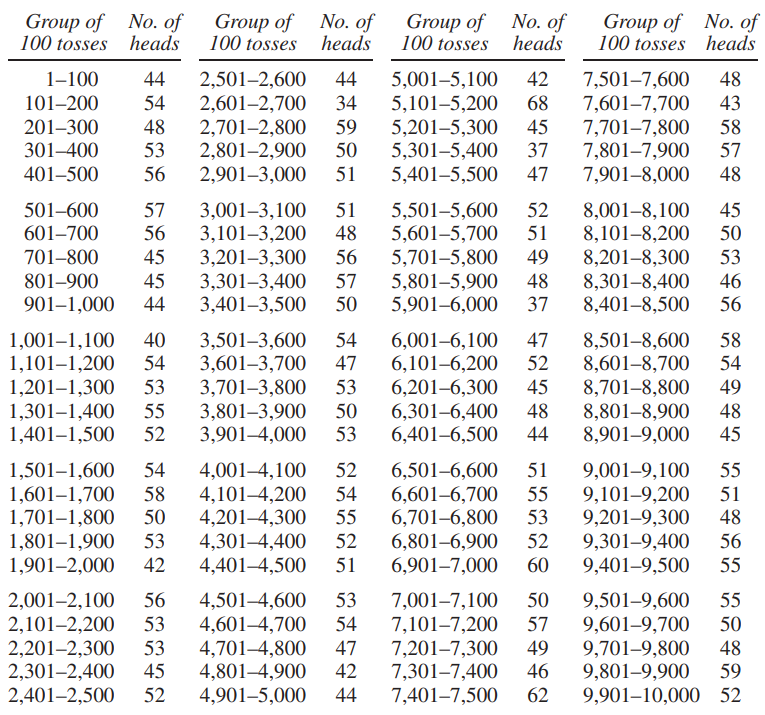 Group of No. of Group of No. of Group of No. of Group of No. of
100 tosses heads 100 tosses heads 100 tosses heads 100 tosses heads
1–100 44 2,501–2,600 44 5,001–5,100 42 7,501–7,600 48
101–200 54 2,601–2,700 34 5,101–5,200 68 7,601–7,700 43
201–300 48 2,701–2,800 59 5,201–5,300 45 7,701–7,800 58
301–400 53 2,801–2,900 50 5,301–5,400 37 7,801–7,900 57
401–500 56 2,901–3,000 51 5,401–5,500 47 7,901–8,000 48
501–600 57 3,001–3,100 51 5,501–5,600 52 8,001–8,100 45
601–700 56 3,101–3,200 48 5,601–5,700 51 8,101–8,200 50
701–800 45 3,201–3,300 56 5,701–5,800 49 8,201–8,300 53
801–900 45 3,301–3,400 57 5,801–5,900 48 8,301–8,400 46
901–1,000 44 3,401–3,500 50 5,901–6,000 37 8,401–8,500 56
1,001–1,100 40 3,501–3,600 54 6,001–6,100 47 8,501–8,600 58
1,101–1,200 54 3,601–3,700 47 6,101–6,200 52 8,601–8,700 54
1,201–1,300 53 3,701–3,800 53 6,201–6,300 45 8,701–8,800 49
1,301–1,400 55 3,801–3,900 50 6,301–6,400 48 8,801–8,900 48
1,401–1,500 52 3,901–4,000 53 6,401–6,500 44 8,901–9,000 45
1,501–1,600 54 4,001–4,100 52 6,501–6,600 51 9,001–9,100 55
1,601–1,700 58 4,101–4,200 54 6,601–6,700 55 9,101–9,200 51
1,701–1,800 50 4,201–4,300 55 6,701–6,800 53 9,201–9,300 48
1,801–1,900 53 4,301–4,400 52 6,801–6,900 52 9,301–9,400 56
1,901–2,000 42 4,401–4,500 51 6,901–7,000 60 9,401–9,500 55
2,001–2,100 56 4,501–4,600 53 7,001–7,100 50 9,501–9,600 55
2,101–2,200 53 4,601–4,700 54 7,101–7,200 57 9,601–9,700 50
2,201–2,300 53 4,701–4,800 47 7,201–7,300 49 9,701–9,800 48
2,301–2,400 45 4,801–4,900 42 7,301–7,400 46 9,801–9,900 59
2,401–2,500 52 4,901–5,000 44 7,401–7,500 62 9,901–10,000 52